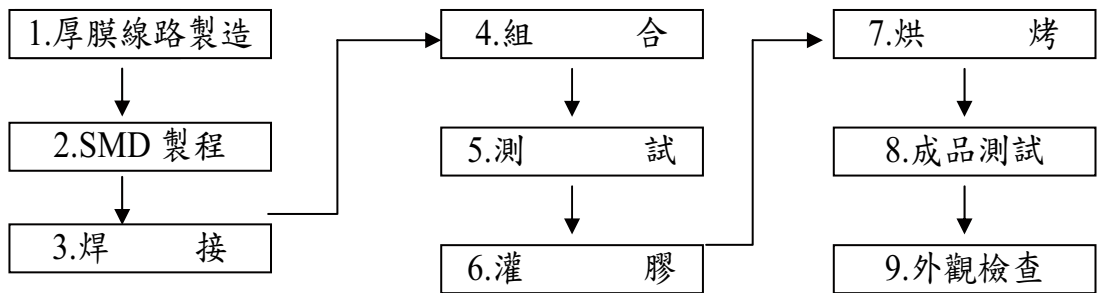 1.厚膜線路製造
2.SMD 製程
3.焊 接
4.組 合
5.測 試
6.灌 膠
7.烘 烤
8.成品測試
9.外觀檢查